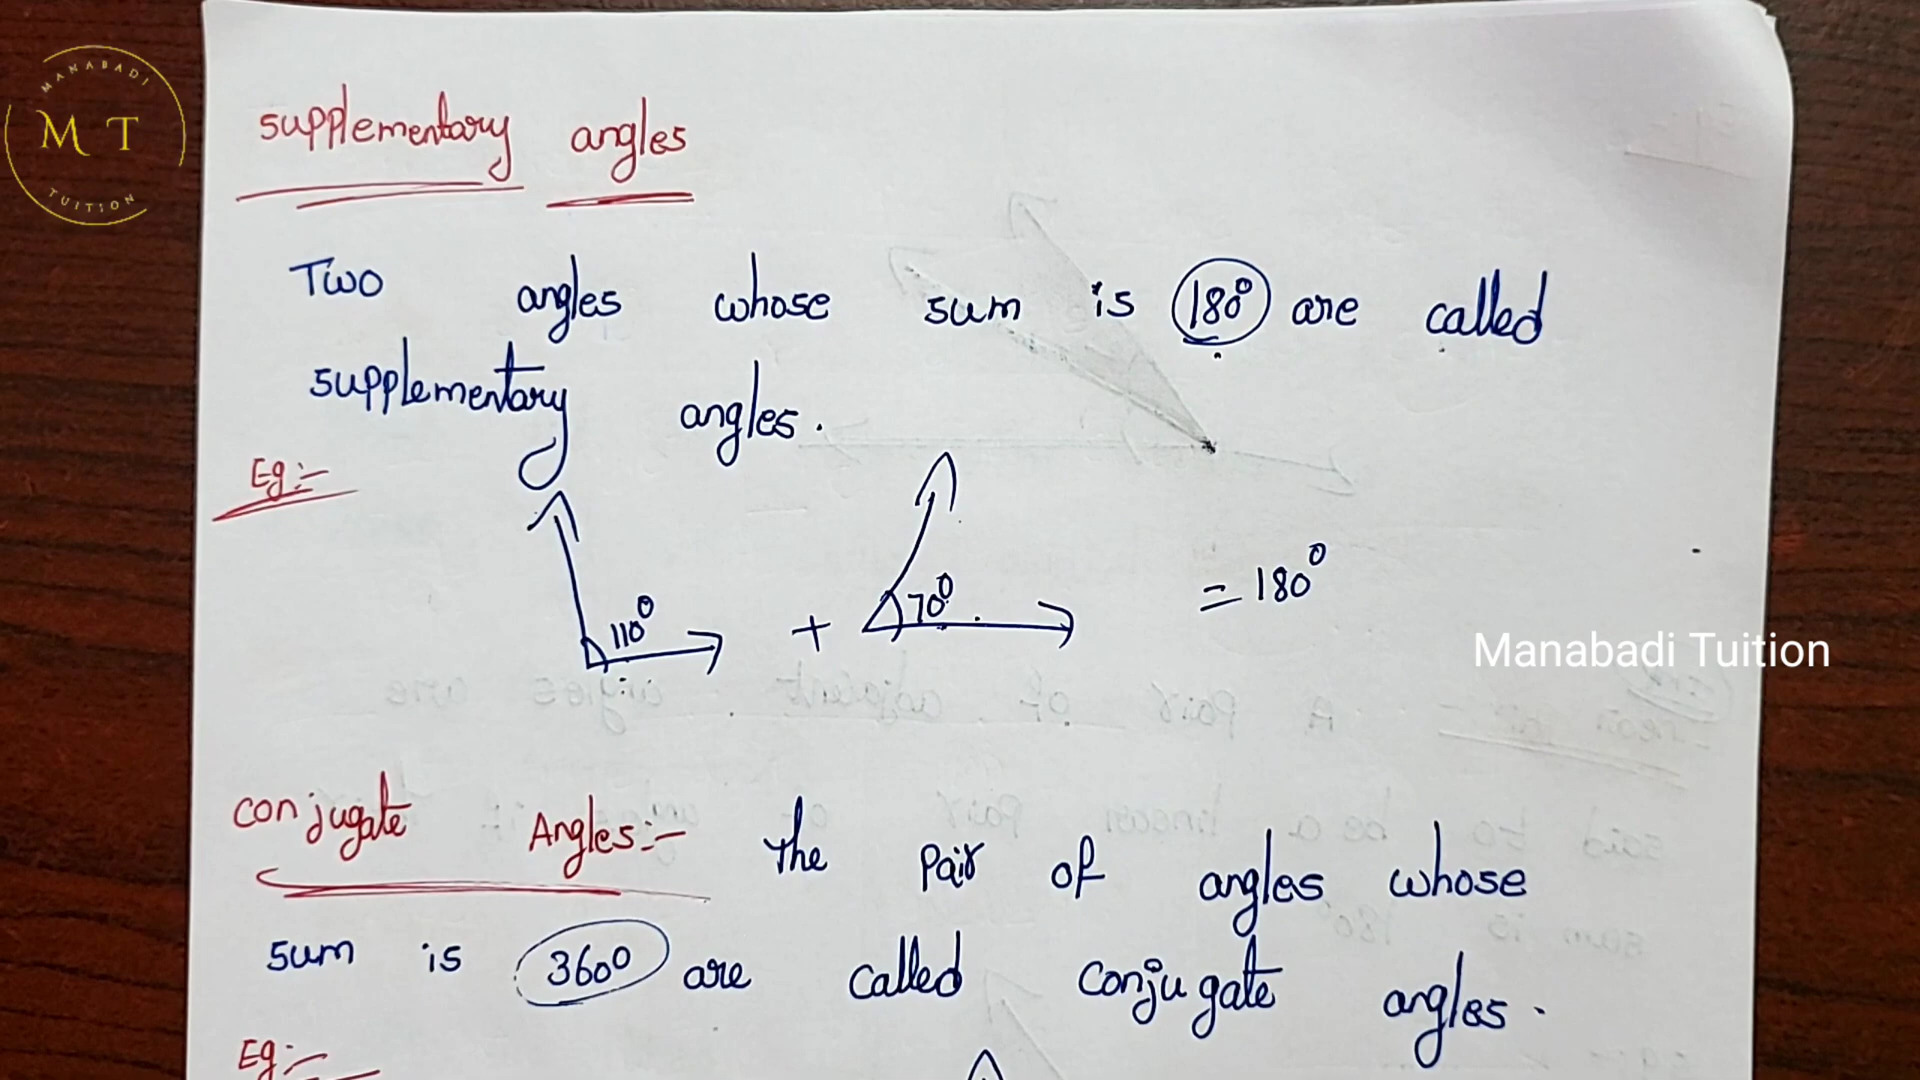 MANABADI
M T
TUITION
supplementary angles
Two angles whose sum is 180° are called
supplementary angles.
Eg:-
110° + 70° = 180°
Manabadi Tuition
Conjugate Angles:- The pair of angles whose
sum is 360° are called conjugate angles.
Eg:-